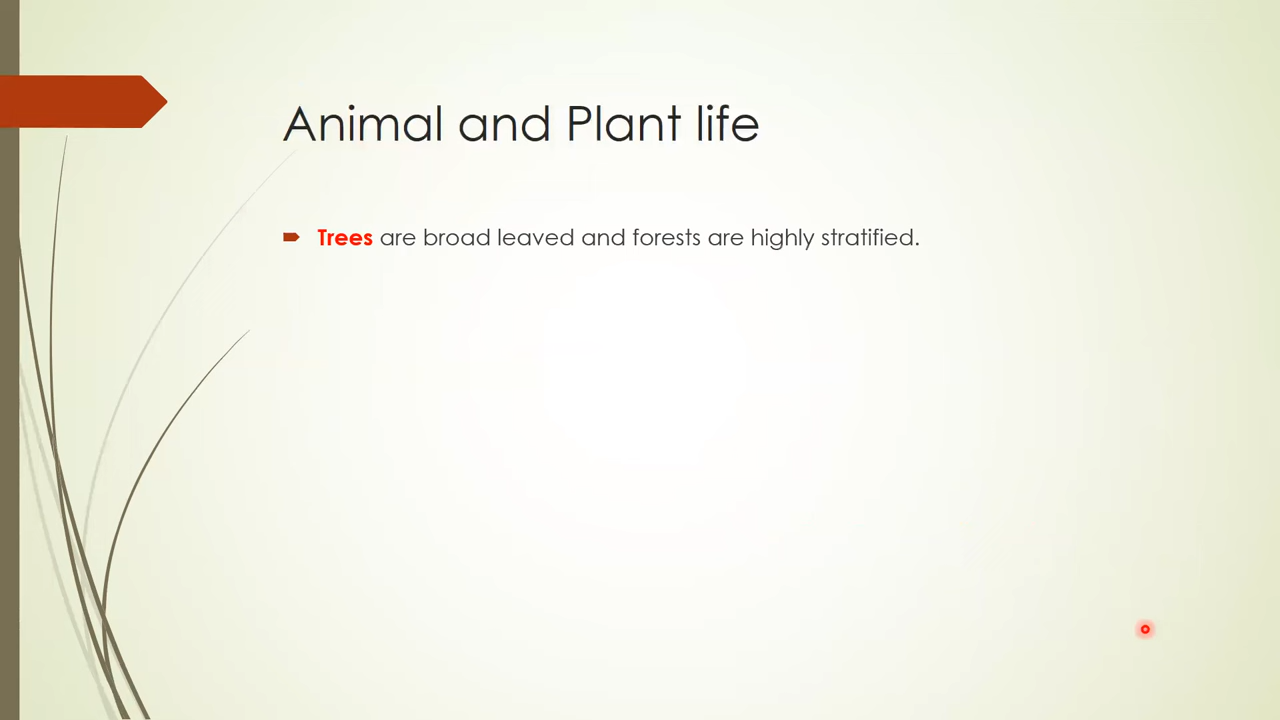 Animal and Plant life
Trees are broad leaved and forests are highly stratified.